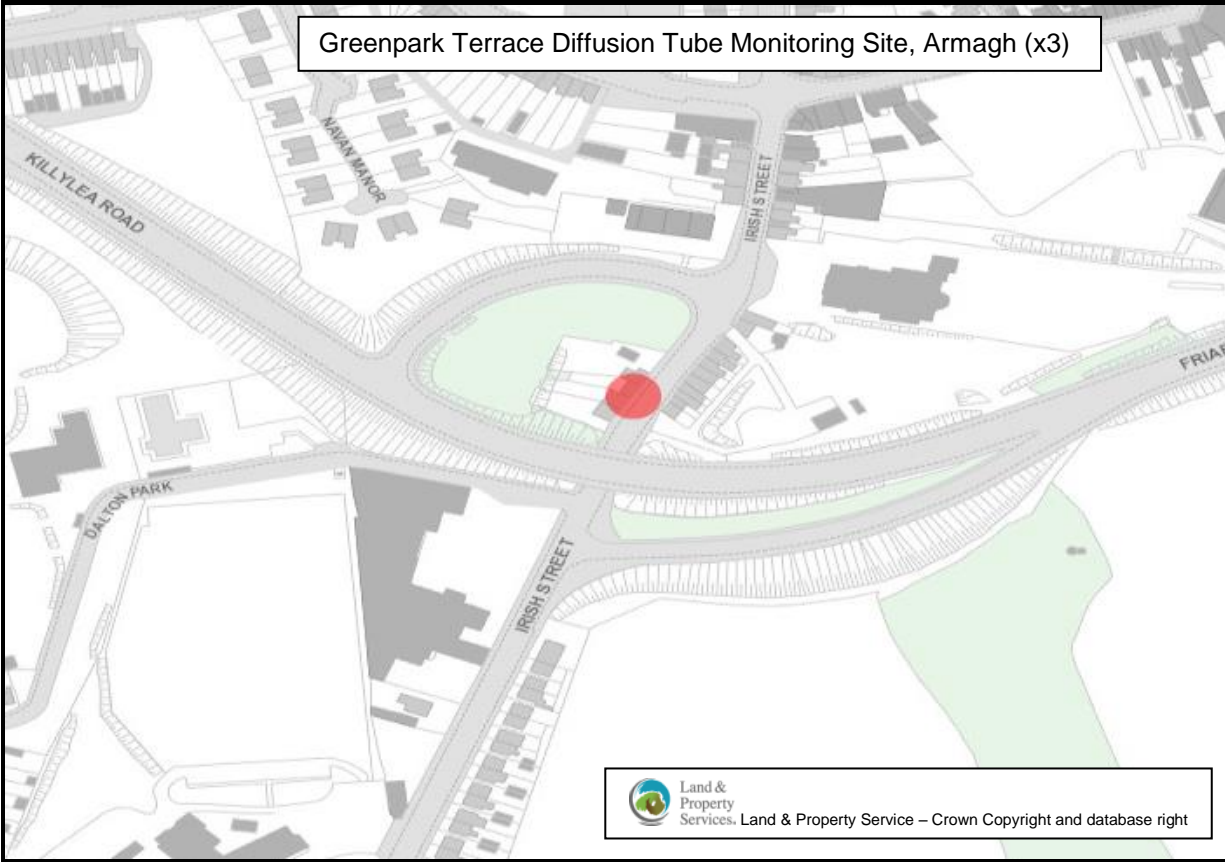 Greenpark Terrace Diffusion Tube Monitoring Site, Armagh (x3)
NAVAN MANOR
KILLYLEA ROAD
IRISH STREET
FRIAR
DALTON PARK
IRISH STREET
Land &
Property
Services.
Land & Property Service – Crown Copyright and database right